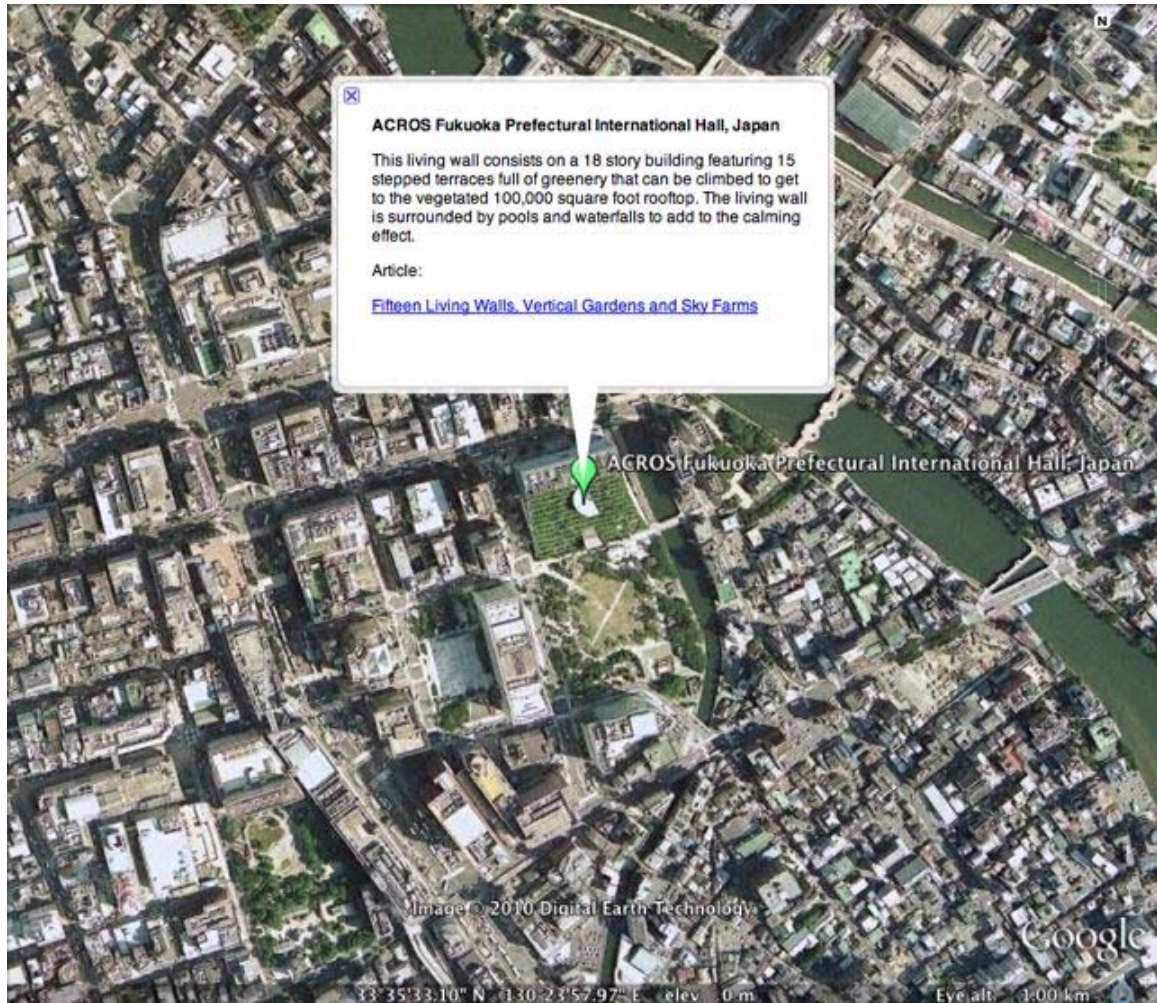 N
ACROS Fukuoka Prefectural International Hall, Japan
This living wall consists on a 18 story building featuring 15
stepped terraces full of greenery that can be climbed to get
to the vegetated 100,000 square foot rooftop. The living wall
is surrounded by pools and waterfalls to add to the calming
effect.
Article:
Fifteen Living Walls, Vertical Gardens and Sky Farms
ACROS Fukuoka Prefectural International Hall, Japan
Image © 2010 Digital Earth Technology
Google
33°35'33.10" N 130°23'57.97" E elev 0 m Eye alt 1.00 km